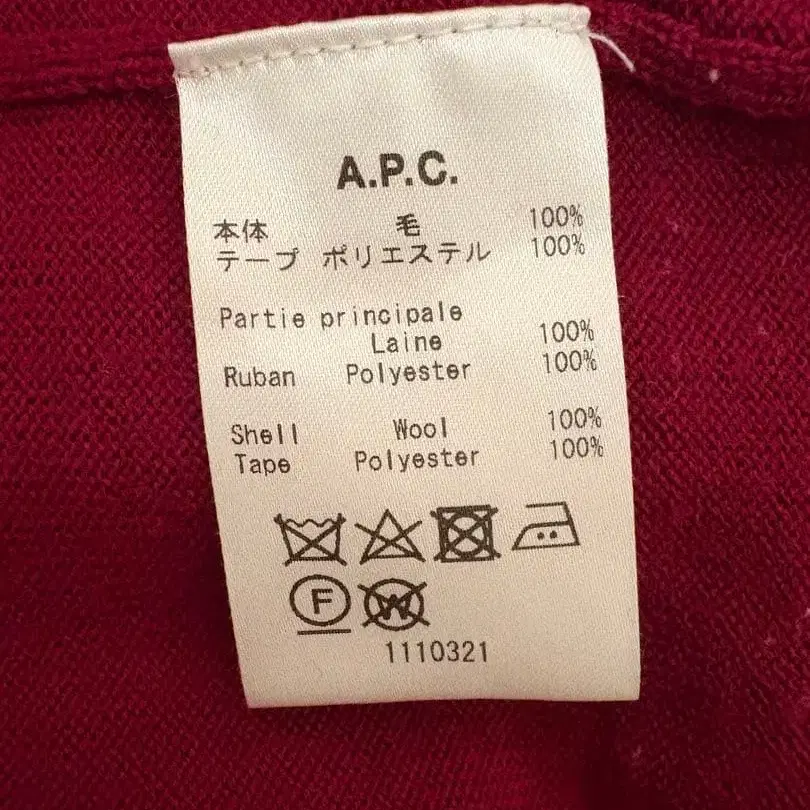 A.P.C.
本体 毛 100%
テープ ポリエステル 100%
Partie principale
Laine 100%
Ruban Polyester 100%
Shell Wool 100%
Tape Polyester 100%
F W
1110321